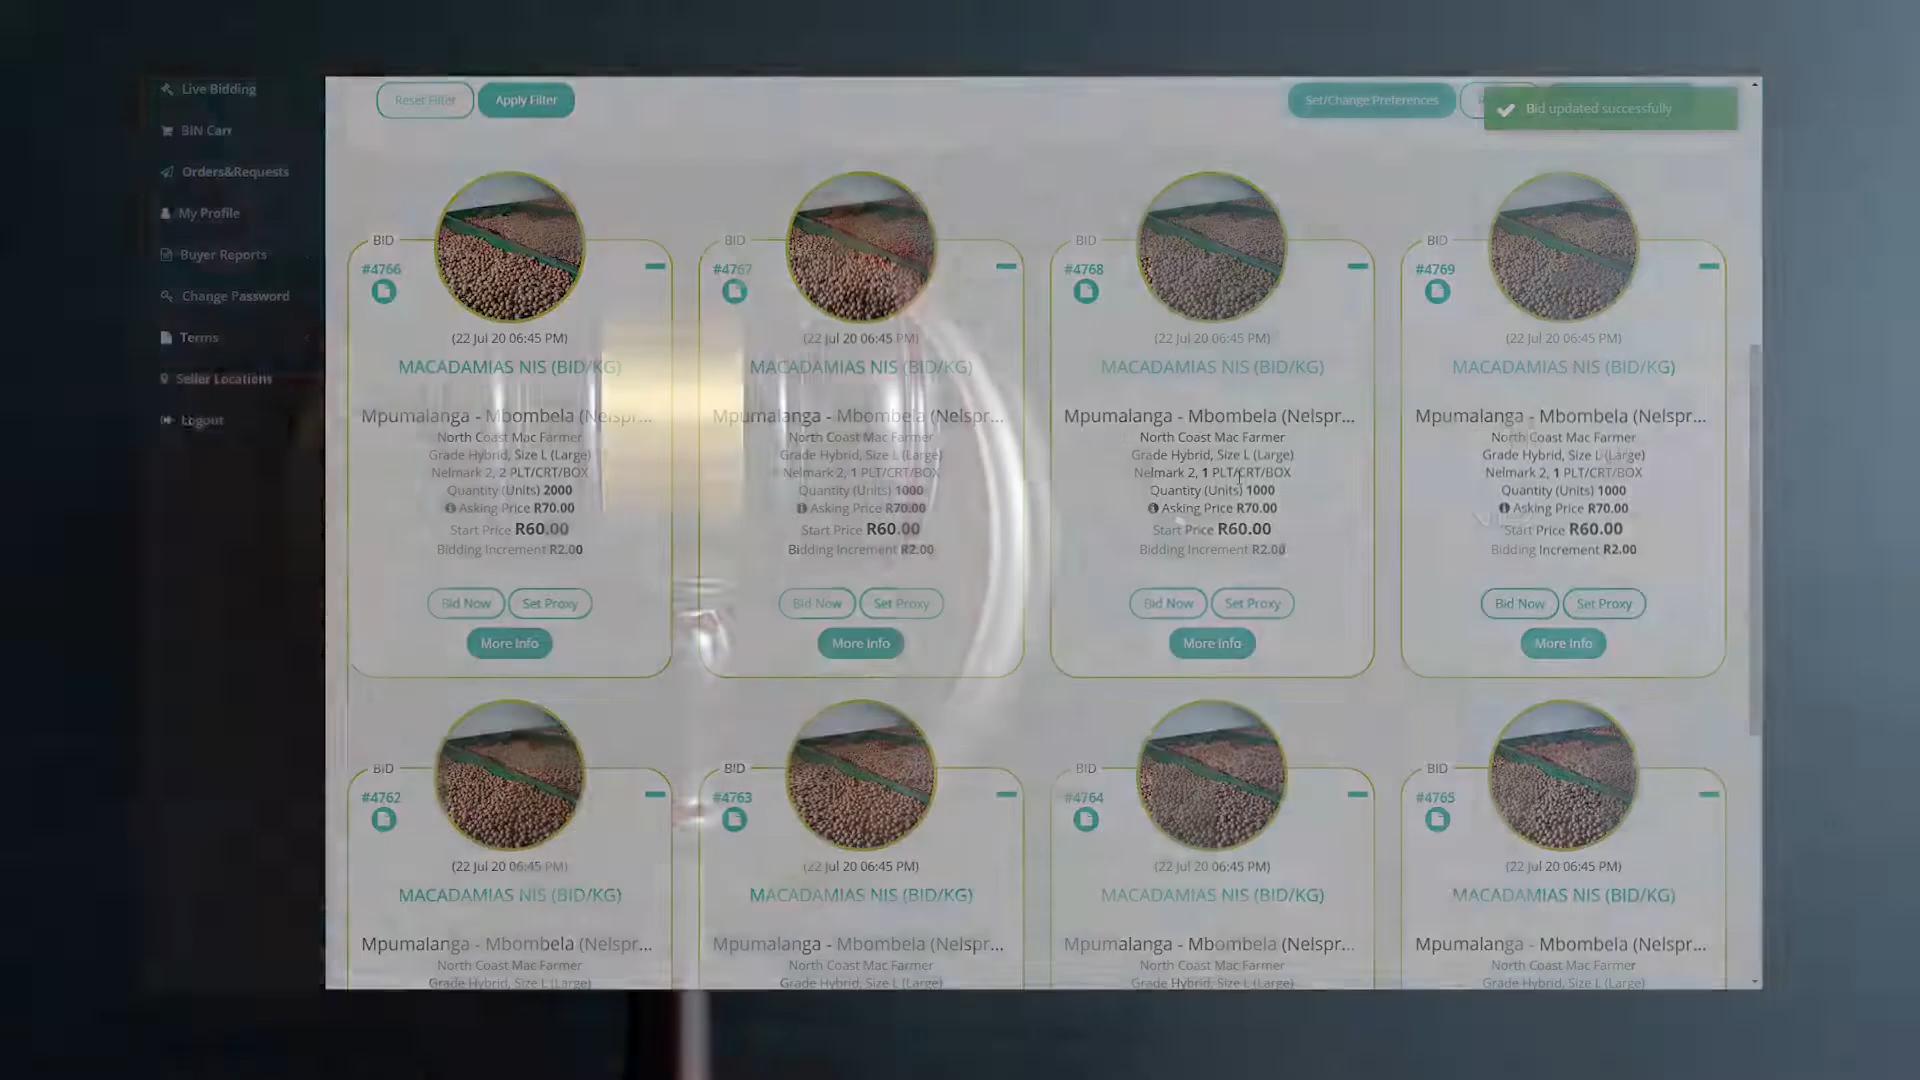 Live Bidding
BIN Cart
Orders&Requests
My Profile
Buyer Reports
Change Password
Terms
Seller Locations
Logout
Reset Filter
Apply Filter
Set/Change Preferences
Bid updated successfully
BID
#4766
(22 Jul 20 06:45 PM)
MACADAMIAS NIS (BID/KG)
Mpumalanga - Mbombela (Nelspr...
North Coast Mac Farmer
Grade Hybrid, Size L (Large)
Nelmark 2, 2 PLT/CRT/BOX
Quantity (Units) 2000
Asking Price R70.00
Start Price R60.00
Bidding Increment R2.00
Bid Now
Set Proxy
More Info
BID
#4767
(22 Jul 20 06:45 PM)
MACADAMIAS NIS (BID/KG)
Mpumalanga - Mbombela (Nelspr...
North Coast Mac Farmer
Grade Hybrid, Size L (Large)
Nelmark 2, 1 PLT/CRT/BOX
Quantity (Units) 1000
Asking Price R70.00
Start Price R60.00
Bidding Increment R2.00
Bid Now
Set Proxy
More Info
BID
#4768
(22 Jul 20 06:45 PM)
MACADAMIAS NIS (BID/KG)
Mpumalanga - Mbombela (Nelspr...
North Coast Mac Farmer
Grade Hybrid, Size L (Large)
Nelmark 2, 1 PLT/CRT/BOX
Quantity (Units) 1000
Asking Price R70.00
Start Price R60.00
Bidding Increment R2.00
Bid Now
Set Proxy
More Info
BID
#4769
(22 Jul 20 06:45 PM)
MACADAMIAS NIS (BID/KG)
Mpumalanga - Mbombela (Nelspr...
North Coast Mac Farmer
Grade Hybrid, Size L (Large)
Nelmark 2, 1 PLT/CRT/BOX
Quantity (Units) 1000
Asking Price R70.00
Start Price R60.00
Bidding Increment R2.00
Bid Now
Set Proxy
More Info
BID
#4762
(22 Jul 20 06:45 PM)
MACADAMIAS NIS (BID/KG)
Mpumalanga - Mbombela (Nelspr...
North Coast Mac Farmer
Grade Hybrid, Size L (Large)
BID
#4763
(22 Jul 20 06:45 PM)
MACADAMIAS NIS (BID/KG)
Mpumalanga - Mbombela (Nelspr...
North Coast Mac Farmer
Grade Hybrid, Size L (Large)
BID
#4764
(22 Jul 20 06:45 PM)
MACADAMIAS NIS (BID/KG)
Mpumalanga - Mbombela (Nelspr...
North Coast Mac Farmer
Grade Hybrid, Size L (Large)
BID
#4765
(22 Jul 20 06:45 PM)
MACADAMIAS NIS (BID/KG)
Mpumalanga - Mbombela (Nelspr...
North Coast Mac Farmer
Grade Hybrid, Size L (Large)